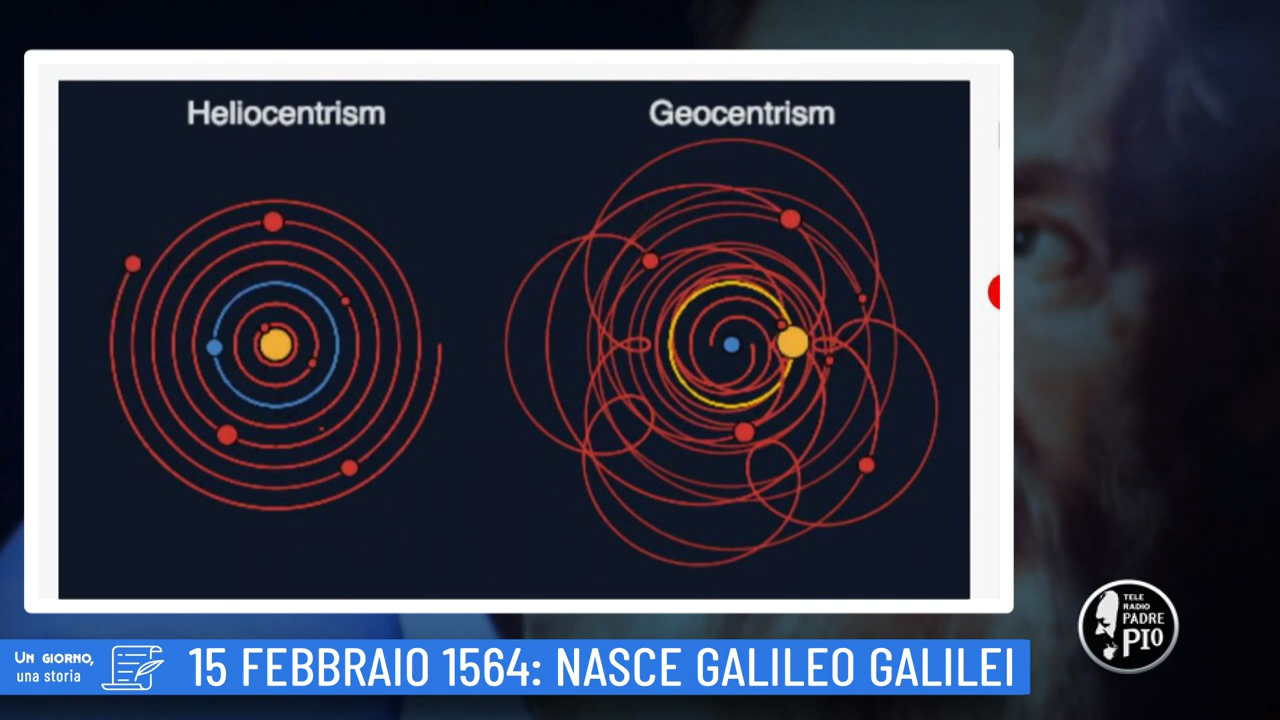 Heliocentrism
Geocentrism
UN GIORNO,
una storia
15 FEBBRAIO 1564: NASCE GALILEO GALILEI
TELE
RADIO
PADRE
PIO